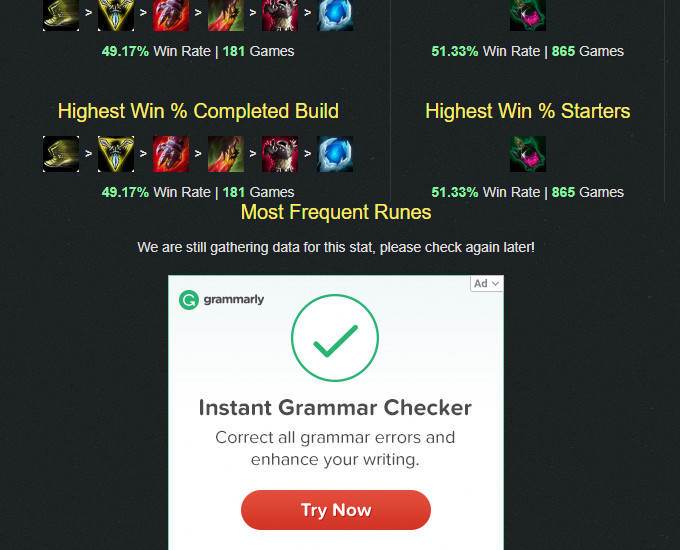 49.17% Win Rate | 181 Games
51.33% Win Rate | 865 Games
Highest Win % Completed Build
Highest Win % Starters
49.17% Win Rate | 181 Games
51.33% Win Rate | 865 Games
Most Frequent Runes
We are still gathering data for this stat, please check again later!
Ad
grammarly
Instant Grammar Checker
Correct all grammar errors and
enhance your writing.
Try Now